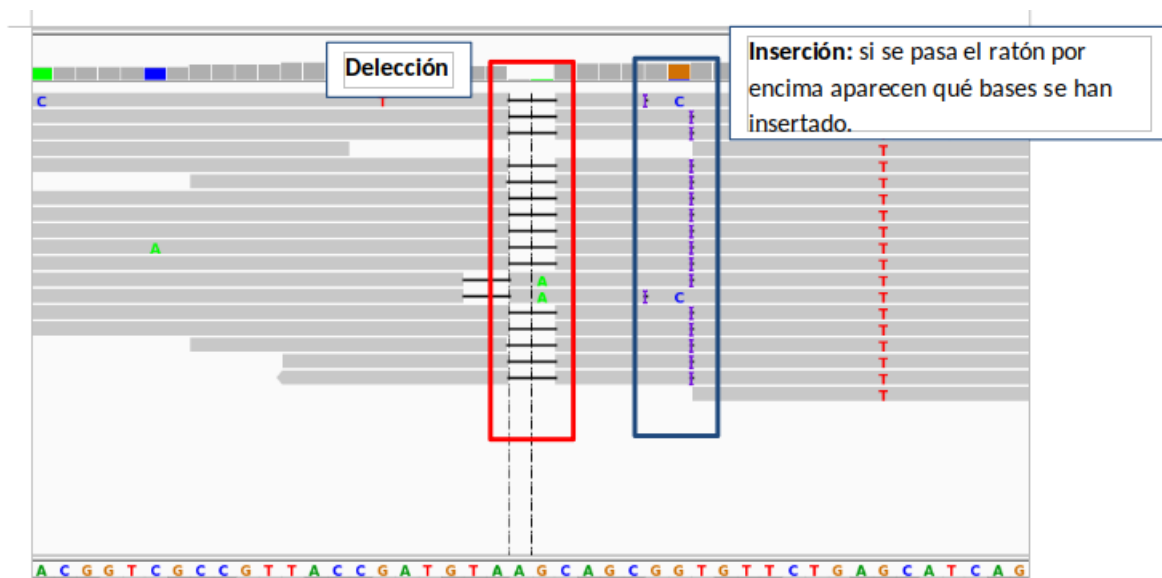 Delección
Inserción: si se pasa el ratón por
encima aparecen qué bases se han
insertado.
C T C
T
T
T
T
T
T
A T
T
A T
A C T
T
T
T
T
T
T
A C G G T C G C C G T T A C C G A T G T A A G C A G C G G T G T T C T G A G C A T C A G